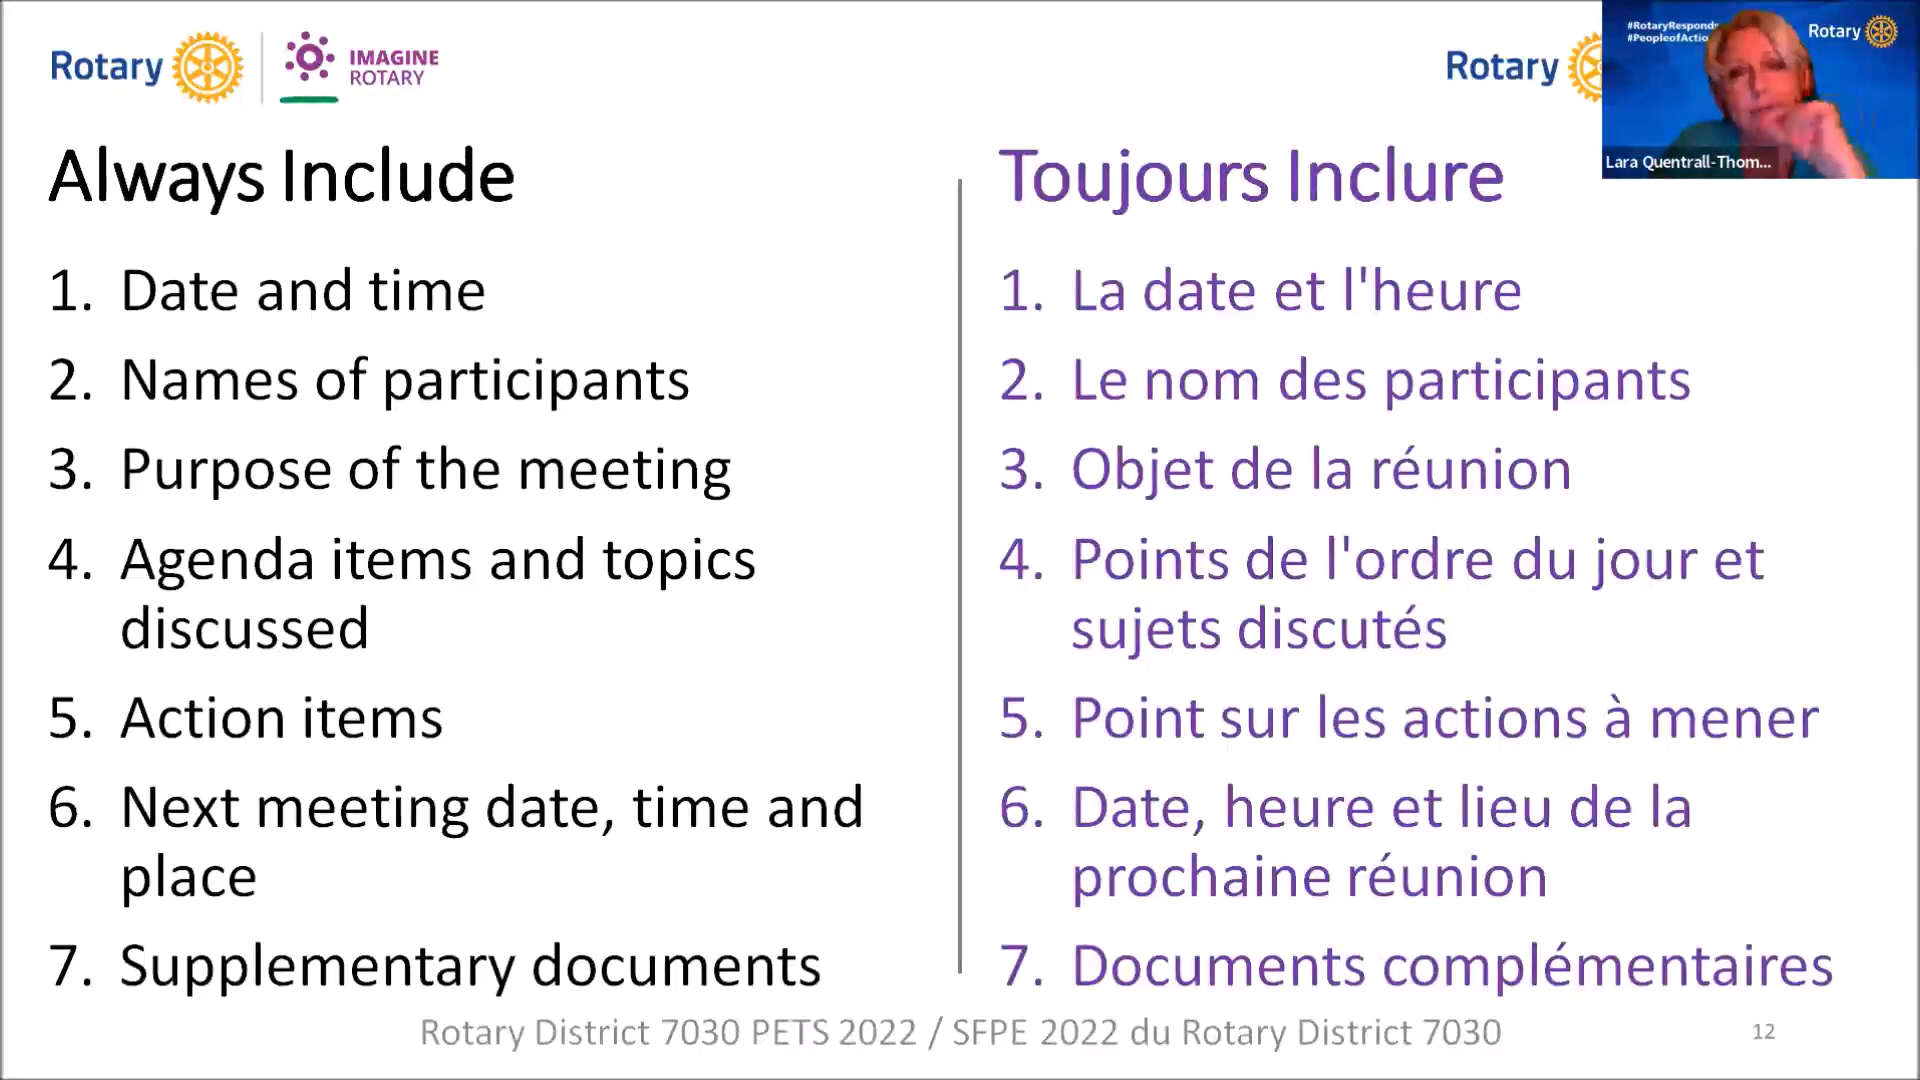 Rotary
IMAGINE
ROTARY
Rotary
#RotaryResponds
#PeopleofActio
Rotary
Lara Quentrall-Thom...
Always Include
1. Date and time
2. Names of participants
3. Purpose of the meeting
4. Agenda items and topics
discussed
5. Action items
6. Next meeting date, time and
place
7. Supplementary documents
Toujours Inclure
1. La date et l'heure
2. Le nom des participants
3. Objet de la réunion
4. Points de l'ordre du jour et
sujets discutés
5. Point sur les actions à mener
6. Date, heure et lieu de la
prochaine réunion
7. Documents complémentaires
Rotary District 7030 PETS 2022 / SFPE 2022 du Rotary District 7030
12